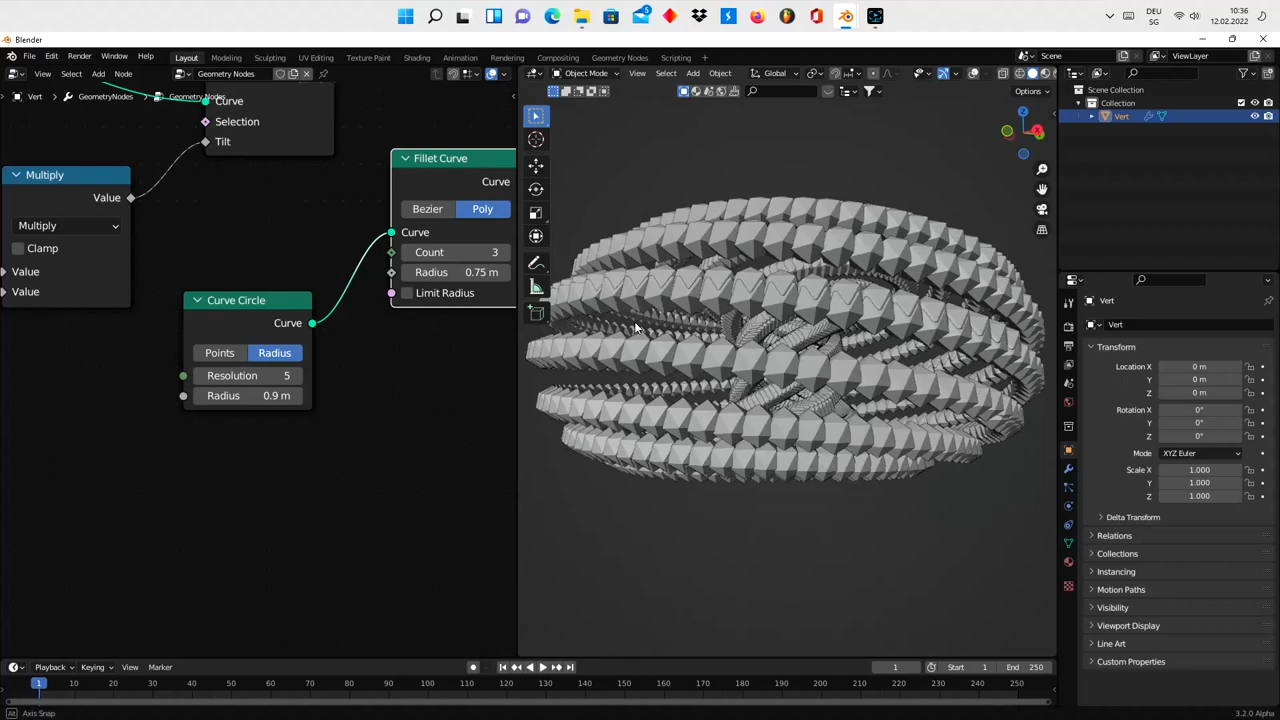 10:36
DEU
SG
12.02.2022
5
Blender
File Edit Render Window Help
Layout Modeling Sculpting UV Editing Texture Paint Shading Animation Rendering Compositing Geometry Nodes Scripting
Scene
ViewLayer
View Select Add Node
Geometry Nodes
Object Mode
View Select Add Object
Global
Options
Vert
GeometryNodes
Geometry Nodes
Curve
Selection
Tilt
Multiply
Value
Multiply
Clamp
Value
Value
Curve Circle
Curve
Points Radius
Resolution 5
Radius 0.9 m
Fillet Curve
Curve
Bezier Poly
Curve
Count 3
Radius 0.75 m
Limit Radius
Z
Scene Collection
Collection
Vert
Vert
Vert
Transform
Location X 0 m
Y 0 m
Z 0 m
Rotation X 0°
Y 0°
Z 0°
Mode XYZ Euler
Scale X 1.000
Y 1.000
Z 1.000
Delta Transform
Relations
Collections
Instancing
Motion Paths
Visibility
Viewport Display
Line Art
Custom Properties
Playback Keying View Marker
1 Start 1 End 250
1 10 20 30 40 50 60 70 80 90 100 110 120 130 140 150 160 170 180 190 200 210 220 230 240 250
Alt Axis Snap
3.2.0 Alpha